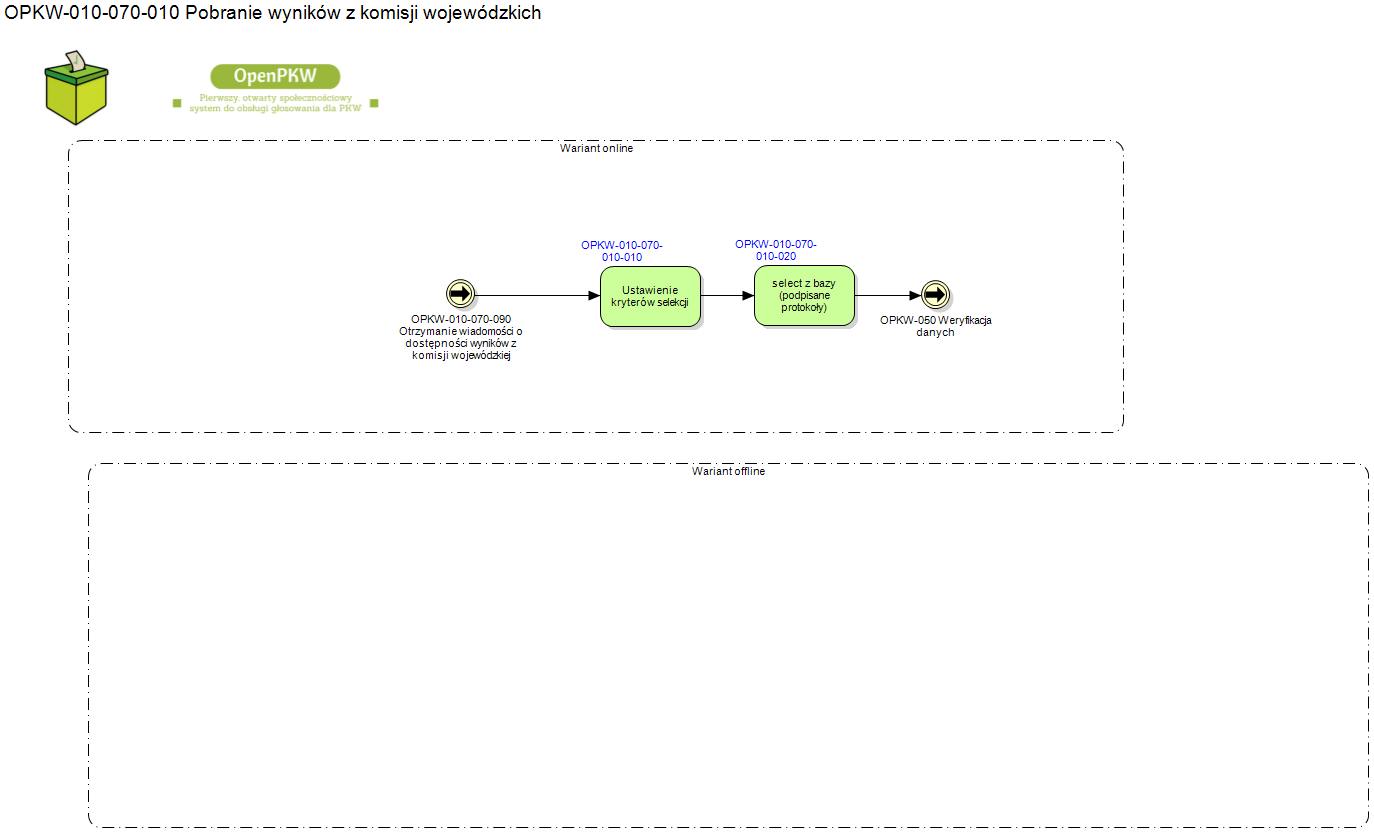 OPKW-010-070-010 Pobranie wyników z komisji wojewódzkich
OpenPKW
Pierwszy, otwarty społecznościowy
system do obsługi głosowania dla PKW
Wariant online
OPKW-010-070-
010-010
OPKW-010-070-
010-020
Ustawienie
kryterów selekcji
select z bazy
(podpisane
protokoły)
OPKW-010-070-090
Otrzymanie wiadomości o
dostępności wyników z
komisji wojewódzkiej
OPKW-050 Weryfikacja
danych
Wariant offline